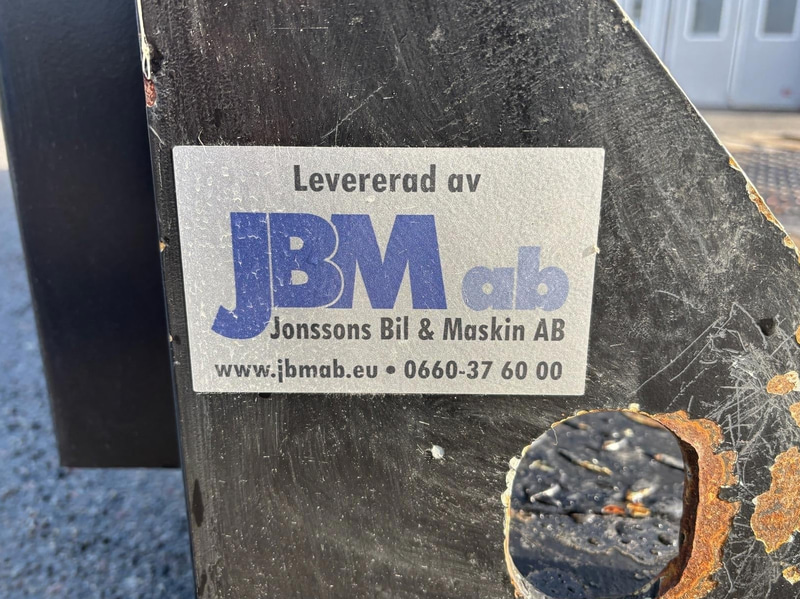 Levererad av
JBM ab
Jonssons Bil & Maskin AB
www.jbmab.eu • 0660-37 60 00